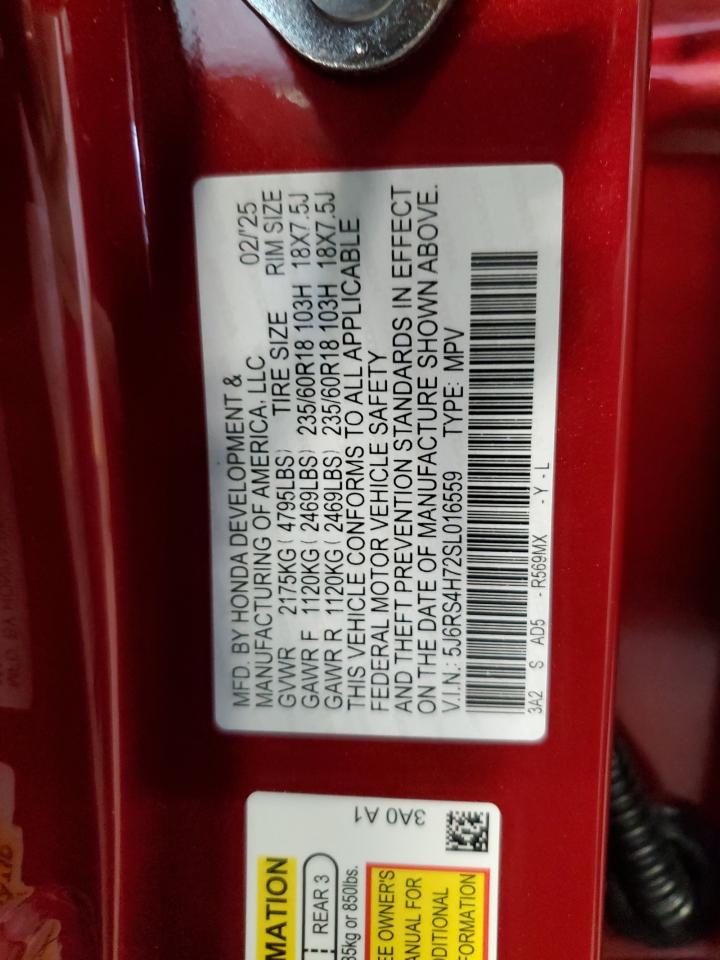 MFD. BY HONDA DEVELOPMENT &
MANUFACTURING OF AMERICA, LLC 02/'25
GVWR 2175KG ( 4795LBS) TIRE SIZE RIM SIZE
GAWR F 1120KG ( 2469LBS) 235/60R18 103H 18X7.5J
GAWR R 1120KG ( 2469LBS) 235/60R18 103H 18X7.5J
THIS VEHICLE CONFORMS TO ALL APPLICABLE
FEDERAL MOTOR VEHICLE SAFETY
AND THEFT PREVENTION STANDARDS IN EFFECT
ON THE DATE OF MANUFACTURE SHOWN ABOVE.
V.I.N.: 5J6RS4H72SL016559 TYPE: MPV
3A2 S AD5 - R569MX - Y - L
3A0 A1
MATION
REAR 3
35kg or 850lbs.
EE OWNER'S
ANUAL FOR
DITIONAL
FORMATION